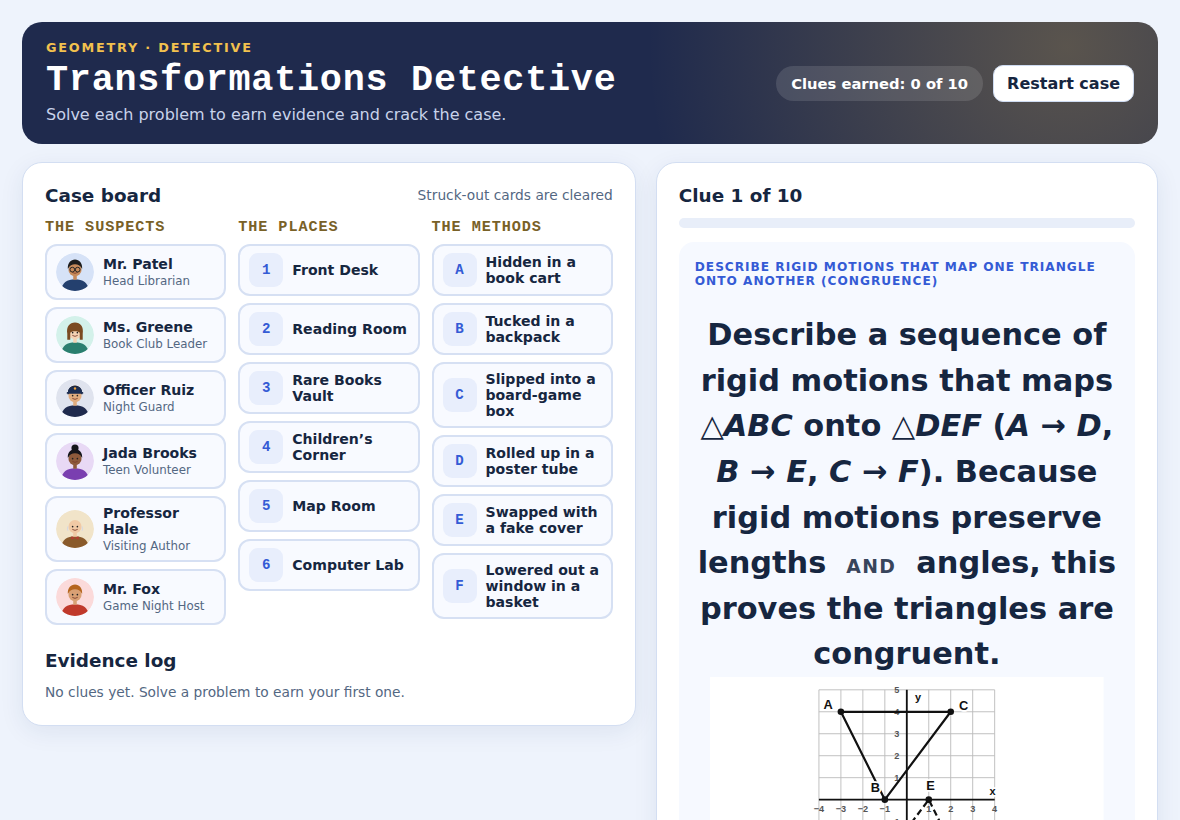 GEOMETRY · DETECTIVE
Transformations Detective
Solve each problem to earn evidence and crack the case.
Clues earned: 0 of 10
Restart case
Case board
Struck-out cards are cleared
THE SUSPECTS
Mr. Patel
Head Librarian
Ms. Greene
Book Club Leader
Officer Ruiz
Night Guard
Jada Brooks
Teen Volunteer
Professor
Hale
Visiting Author
Mr. Fox
Game Night Host
THE PLACES
1 Front Desk
2 Reading Room
3 Rare Books
Vault
4 Children’s
Corner
5 Map Room
6 Computer Lab
THE METHODS
A Hidden in a
book cart
B Tucked in a
backpack
C Slipped into a
board-game
box
D Rolled up in a
poster tube
E Swapped with
a fake cover
F Lowered out a
window in a
basket
Evidence log
No clues yet. Solve a problem to earn your first one.
Clue 1 of 10
DESCRIBE RIGID MOTIONS THAT MAP ONE TRIANGLE
ONTO ANOTHER (CONGRUENCE)
Describe a sequence of
rigid motions that maps
△ABC onto △DEF (A → D,
B → E, C → F). Because
rigid motions preserve
lengths AND angles, this
proves the triangles are
congruent.
5
y
A
C
4
3
2
1
B
E
x
−4 −3 −2 −1 1 2 3 4